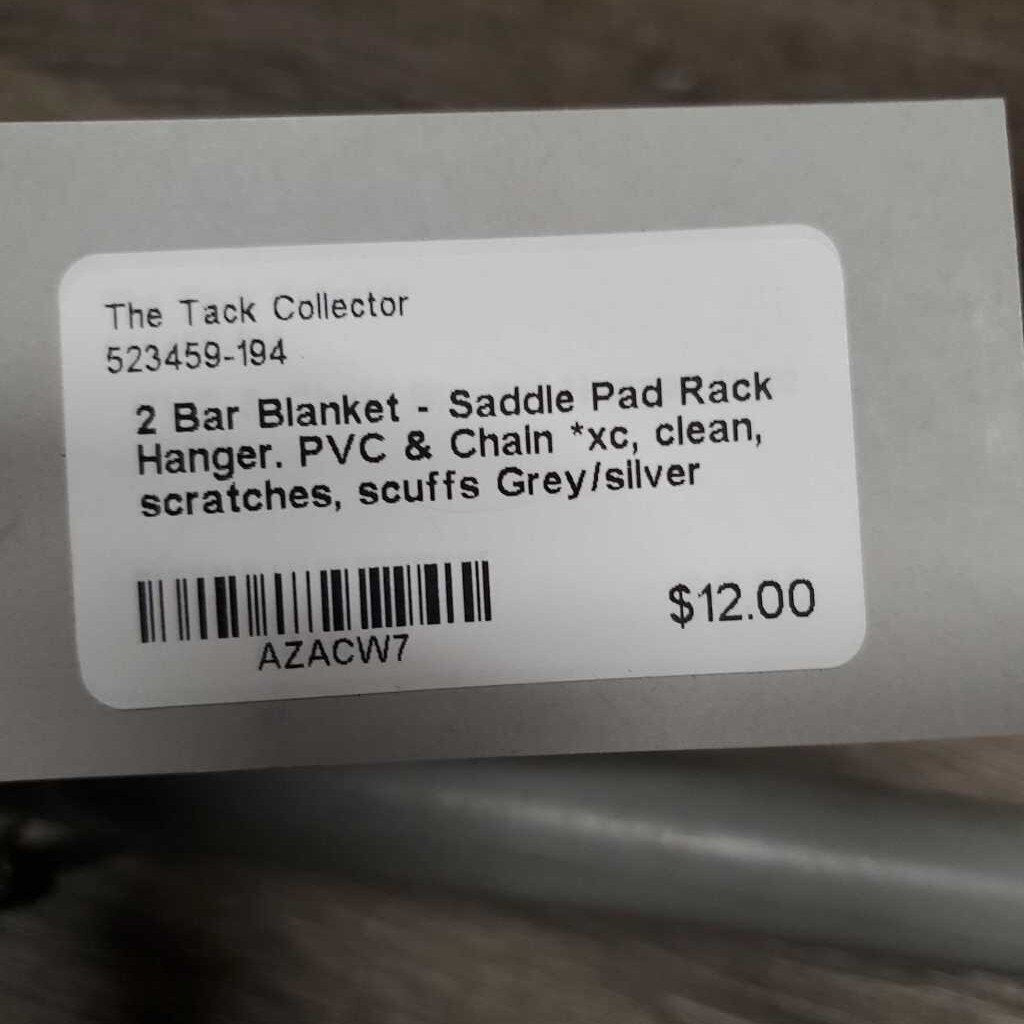 The Tack Collector
523459-194
2 Bar Blanket - Saddle Pad Rack
Hanger. PVC & Chain *xc, clean,
scratches, scuffs Grey/silver
$12.00
AZACW7